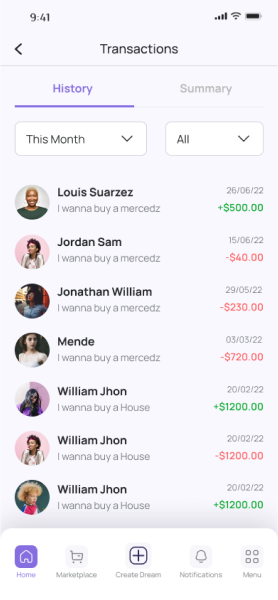 9:41
Transactions
History Summary
This Month All
Louis Suarzez 26/06/22
I wanna buy a mercedz +$500.00
Jordan Sam 15/06/22
I wanna buy a mercedz -$40.00
Jonathan William 29/05/22
I wanna buy a mercedz -$230.00
Mende 03/03/22
I wanna buy a mercedz -$720.00
William Jhon 20/02/22
I wanna buy a House +$1200.00
William Jhon 20/02/22
I wanna buy a House -$1200.00
William Jhon 20/02/22
I wanna buy a House +$1200.00
Home Marketplace Create Dream Notifications Menu